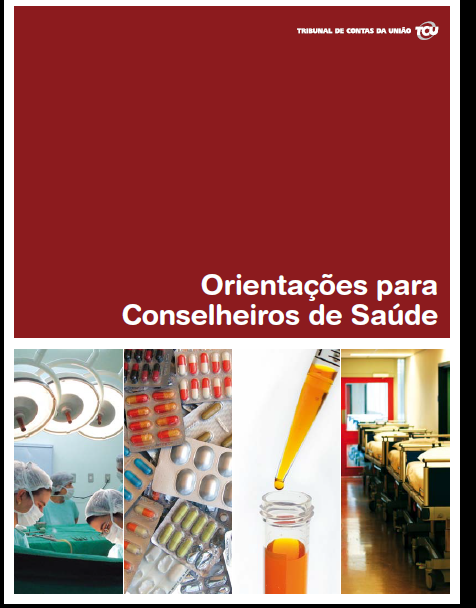 TRIBUNAL DE CONTAS DA UNIÃO TCU
Orientações para
Conselheiros de Saúde